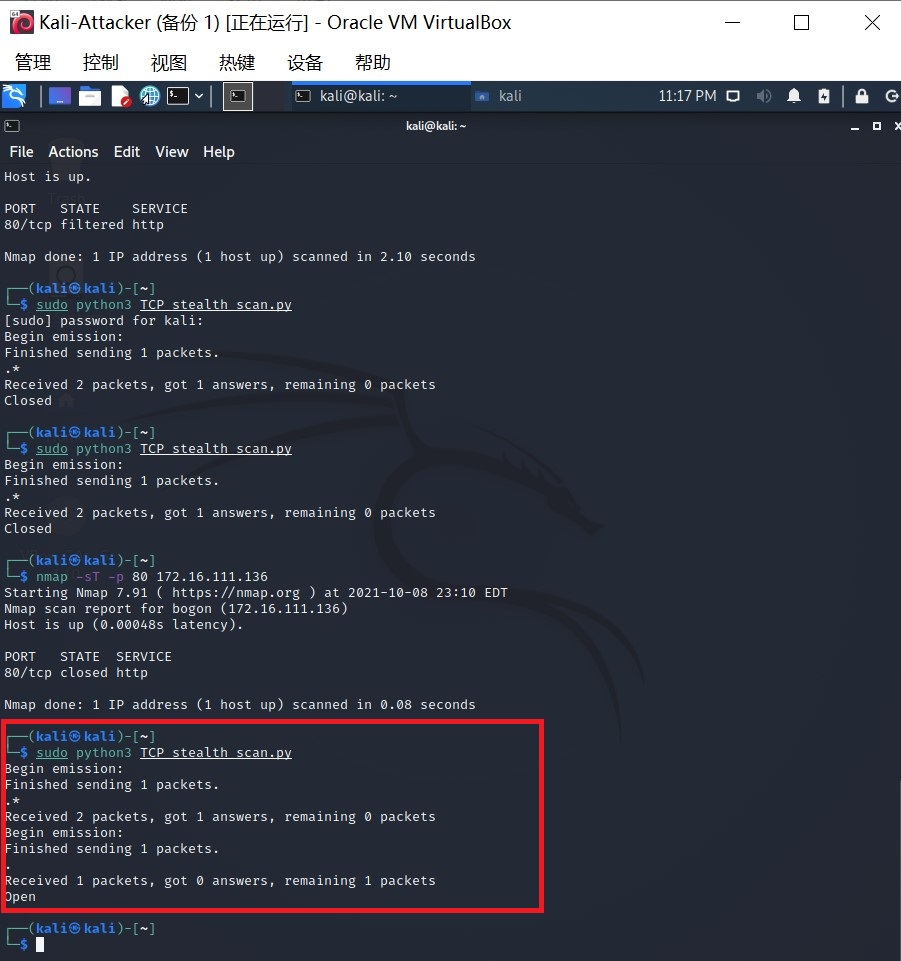 Kali-Attacker (备份 1) [正在运行] - Oracle VM VirtualBox
管理 控制 视图 热键 设备 帮助
kali@kali: ~ kali 11:17 PM
kali@kali: ~
File Actions Edit View Help
Host is up.
PORT STATE SERVICE
80/tcp filtered http
Nmap done: 1 IP address (1 host up) scanned in 2.10 seconds
┌──(kali㉿kali)-[~]
└─$ sudo python3 TCP_stealth_scan.py
[sudo] password for kali:
Begin emission:
Finished sending 1 packets.
.*
Received 2 packets, got 1 answers, remaining 0 packets
Closed
┌──(kali㉿kali)-[~]
└─$ sudo python3 TCP_stealth_scan.py
Begin emission:
Finished sending 1 packets.
.*
Received 2 packets, got 1 answers, remaining 0 packets
Closed
┌──(kali㉿kali)-[~]
└─$ nmap -sT -p 80 172.16.111.136
Starting Nmap 7.91 ( https://nmap.org ) at 2021-10-08 23:10 EDT
Nmap scan report for bogon (172.16.111.136)
Host is up (0.00048s latency).
PORT STATE SERVICE
80/tcp closed http
Nmap done: 1 IP address (1 host up) scanned in 0.08 seconds
┌──(kali㉿kali)-[~]
└─$ sudo python3 TCP_stealth_scan.py
Begin emission:
Finished sending 1 packets.
.*
Received 2 packets, got 1 answers, remaining 0 packets
Begin emission:
Finished sending 1 packets.
.
Received 1 packets, got 0 answers, remaining 1 packets
Open
┌──(kali㉿kali)-[~]
└─$